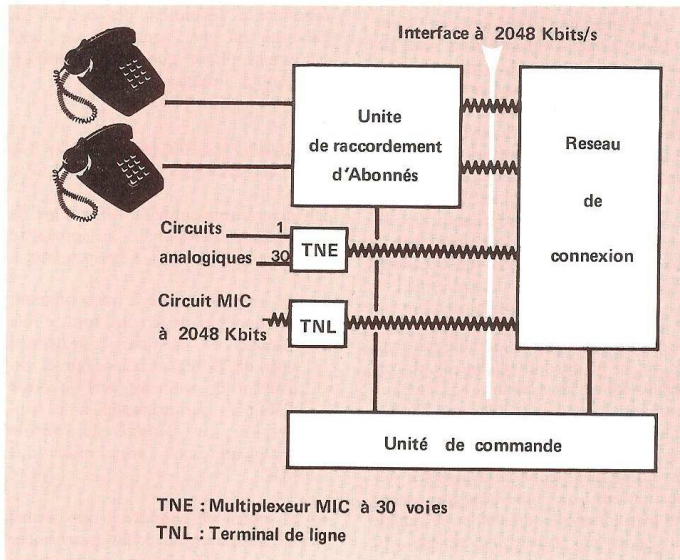 Interface à 2048 Kbits/s
Unite
de raccordement
d'Abonnés
Reseau
de
connexion
Circuits 1
analogiques 30
TNE
Circuit MIC
à 2048 Kbits
TNL
Unité de commande
TNE : Multiplexeur MIC à 30 voies
TNL : Terminal de ligne